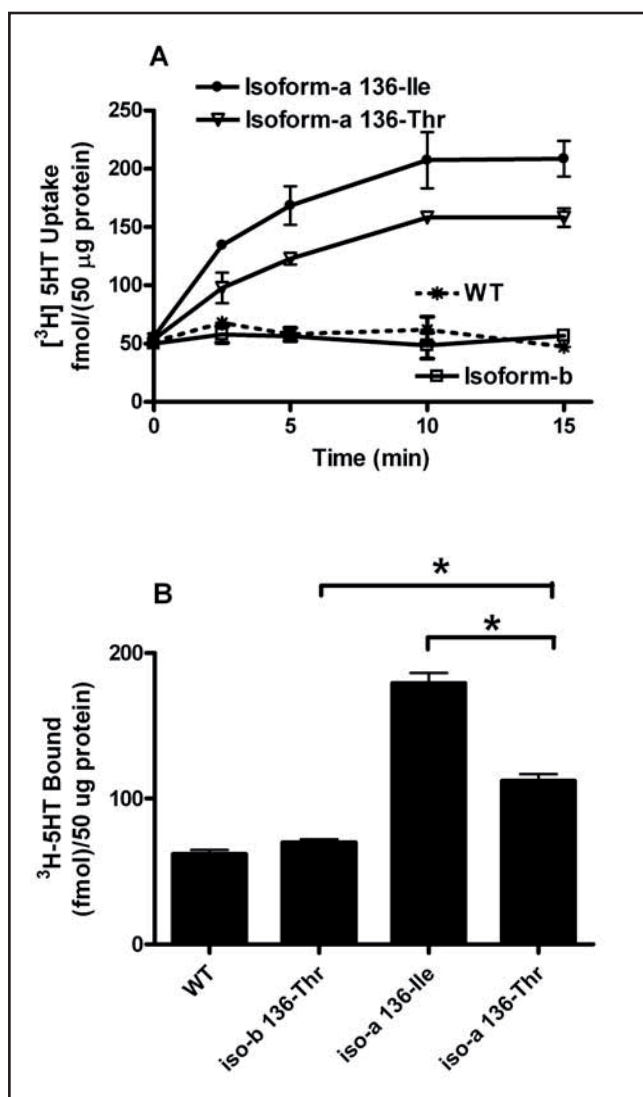 A
Isoform-a 136-Ile
Isoform-a 136-Thr
250
200
150
100
50
0
[³H] 5HT Uptake
fmol/(50 µg protein)
WT
Isoform-b
0 5 10 15
Time (min)
B
*
*
200
100
0
³H-5HT Bound
(fmol)/50 ug protein)
WT
iso-b 136-Thr
iso-a 136-Ile
iso-a 136-Thr